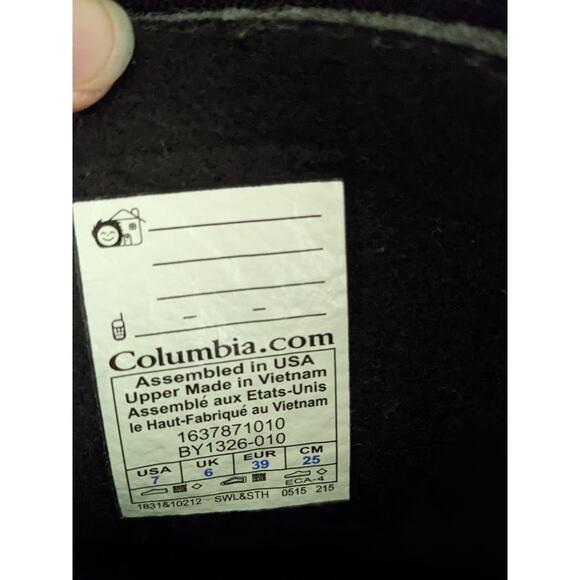 Columbia.com
Assembled in USA
Upper Made in Vietnam
Assemblé aux Etats-Unis
le Haut-Fabriqué au Vietnam
1637871010
BY1326-010
USA UK EUR CM
7 6 39 25
ECA-4
1831&10212 SWL&STH 0515 215